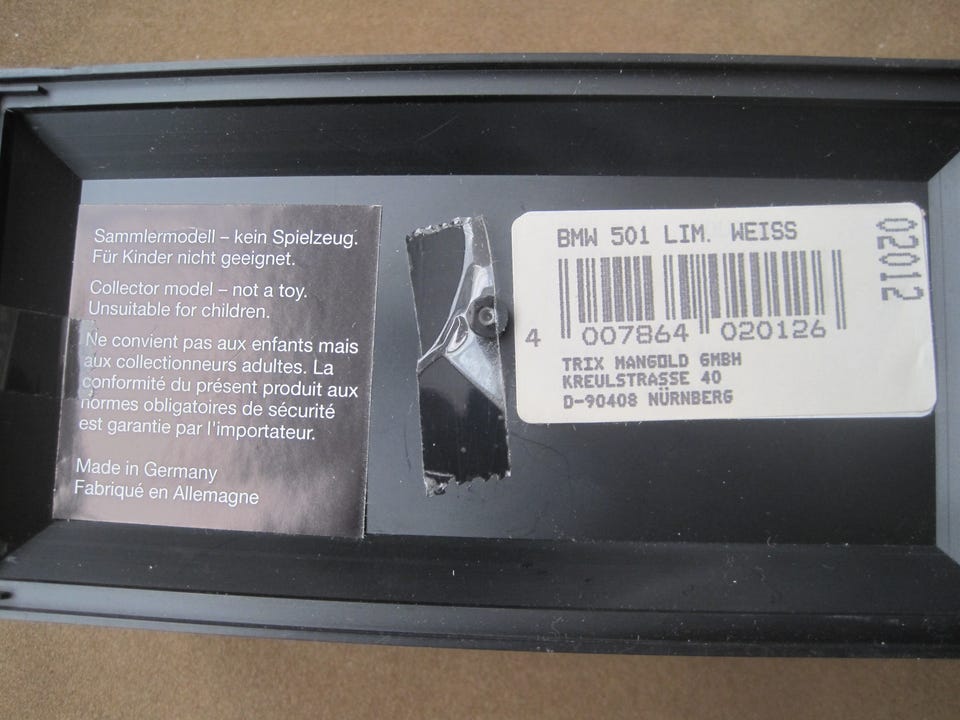 Sammlermodell – kein Spielzeug.
Für Kinder nicht geeignet.
Collector model – not a toy.
Unsuitable for children.
Ne convient pas aux enfants mais
aux collectionneurs adultes. La
conformité du présent produit aux
normes obligatoires de sécurité
est garantie par l'importateur.
Made in Germany
Fabriqué en Allemagne
BMW 501 LIM. WEISS
4 007864 020126
TRIX MANGOLD GMBH
KREULSTRASSE 40
D-90408 NÜRNBERG
02012